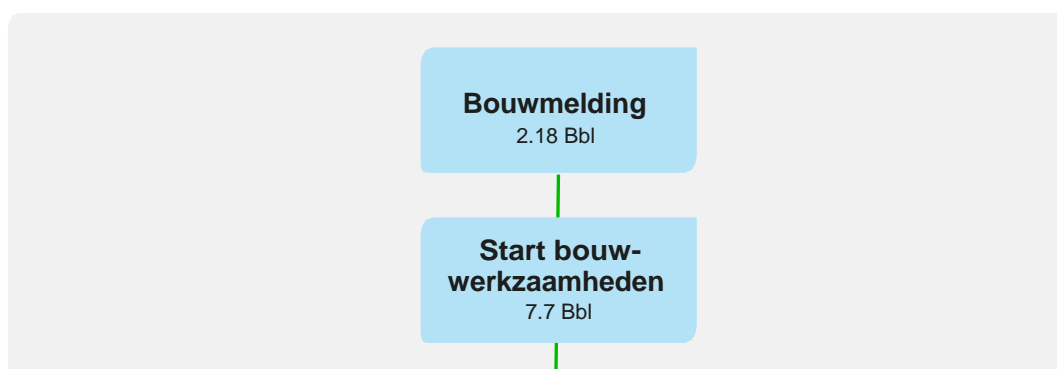 Bouwmelding
2.18 Bbl
Start bouw-
werkzaamheden
7.7 Bbl